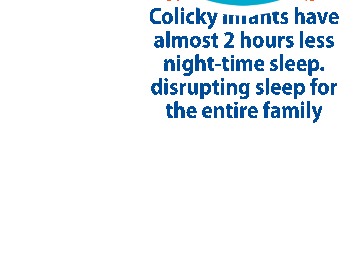 Colicky infants have
almost 2 hours less
night-time sleep.
disrupting sleep for
the entire family